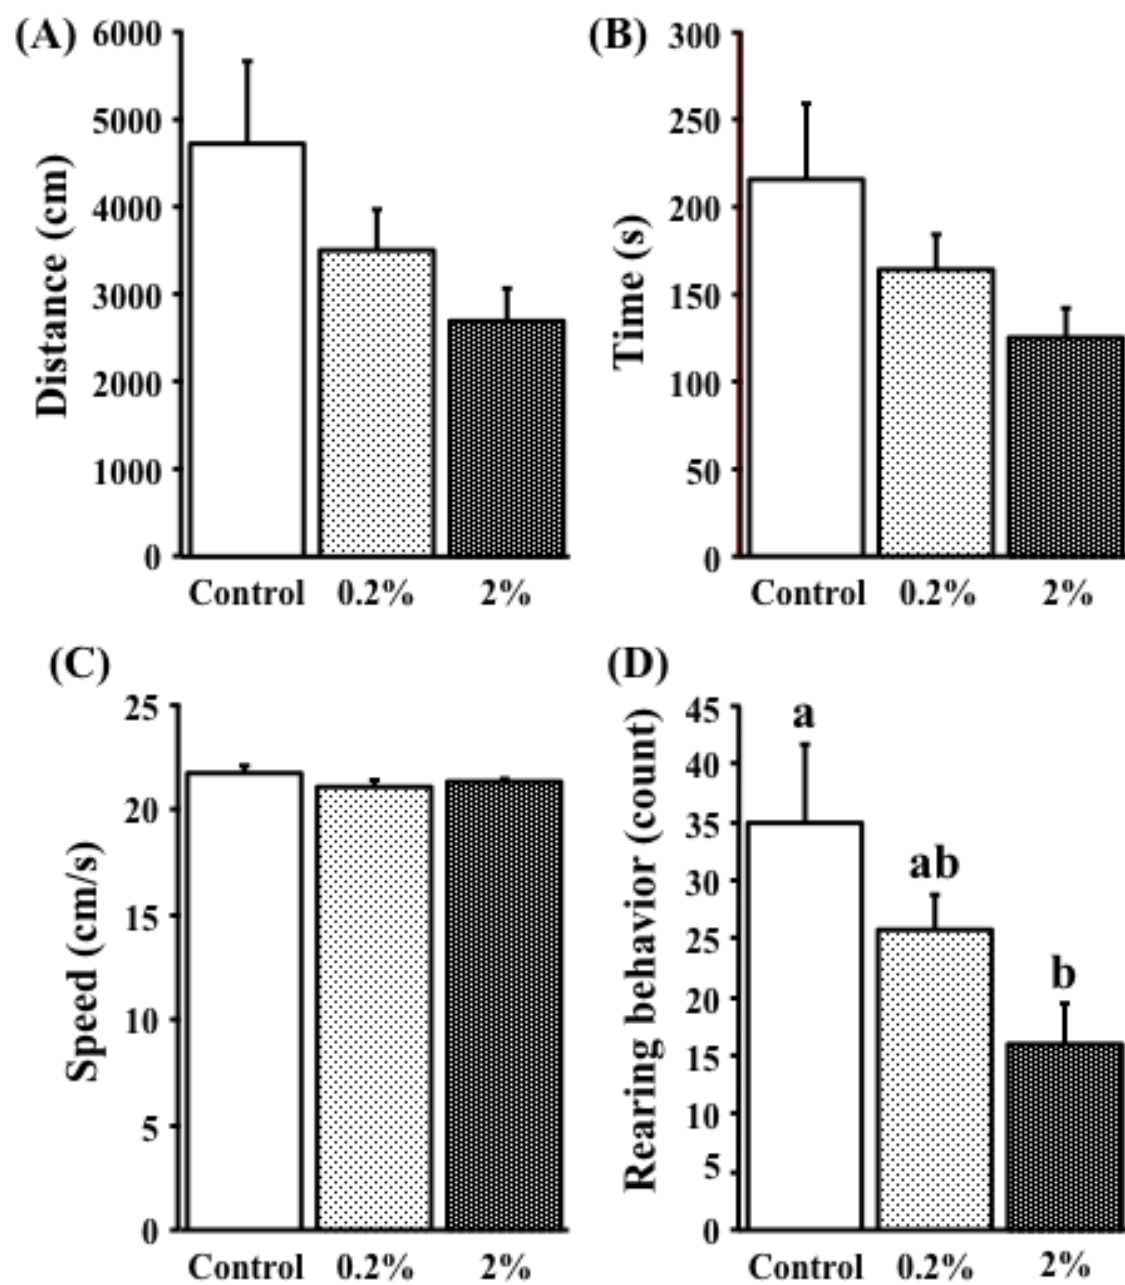 (A)
Distance (cm)
6000
5000
4000
3000
2000
1000
0
Control 0.2% 2%
(B)
Time (s)
300
250
200
150
100
50
0
Control 0.2% 2%
(C)
Speed (cm/s)
25
20
15
10
5
0
Control 0.2% 2%
(D)
Rearing behavior (count)
45
40
35
30
25
20
15
10
5
0
a
ab
b
Control 0.2% 2%